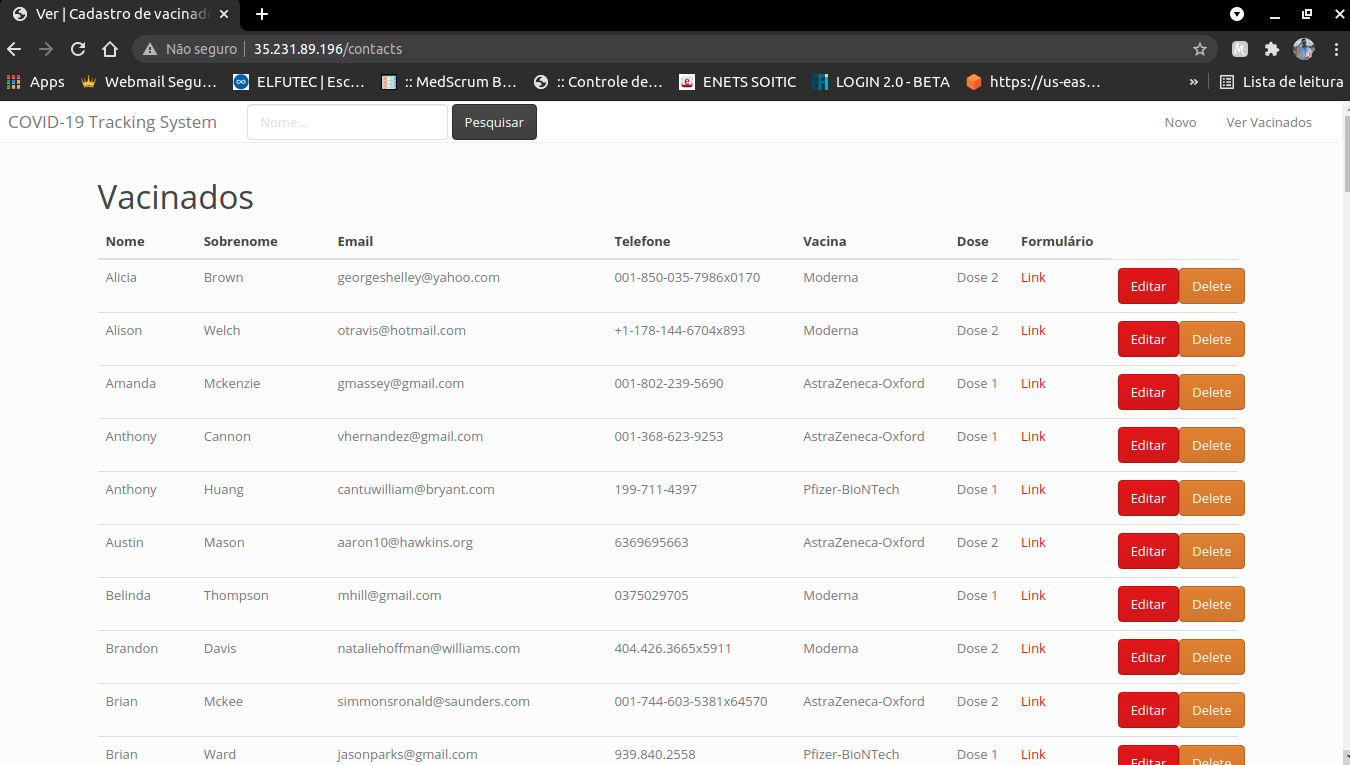 Ver | Cadastro de vacinado
Não seguro 35.231.89.196/contacts
Apps Webmail Segu... ELFUTEC | Esc... :: MedScrum B... :: Controle de... ENETS SOITIC LOGIN 2.0 - BETA https://us-eas... » Lista de leitura
COVID-19 Tracking System Nome... Pesquisar Novo Ver Vacinados
Vacinados
Nome Sobrenome Email Telefone Vacina Dose Formulário
Alicia Brown georgeshelley@yahoo.com 001-850-035-7986x0170 Moderna Dose 2 Link Editar Delete
Alison Welch otravis@hotmail.com +1-178-144-6704x893 Moderna Dose 2 Link Editar Delete
Amanda Mckenzie gmassey@gmail.com 001-802-239-5690 AstraZeneca-Oxford Dose 1 Link Editar Delete
Anthony Cannon vhernandez@gmail.com 001-368-623-9253 AstraZeneca-Oxford Dose 1 Link Editar Delete
Anthony Huang cantuwilliam@bryant.com 199-711-4397 Pfizer-BioNTech Dose 1 Link Editar Delete
Austin Mason aaron10@hawkins.org 6369695663 AstraZeneca-Oxford Dose 2 Link Editar Delete
Belinda Thompson mhill@gmail.com 0375029705 Moderna Dose 1 Link Editar Delete
Brandon Davis nataliehoffman@williams.com 404.426.3665x5911 Moderna Dose 2 Link Editar Delete
Brian Mckee simmonsronald@saunders.com 001-744-603-5381x64570 AstraZeneca-Oxford Dose 2 Link Editar Delete
Brian Ward jasonparks@gmail.com 939.840.2558 Pfizer-BioNTech Dose 1 Link Editar Delete